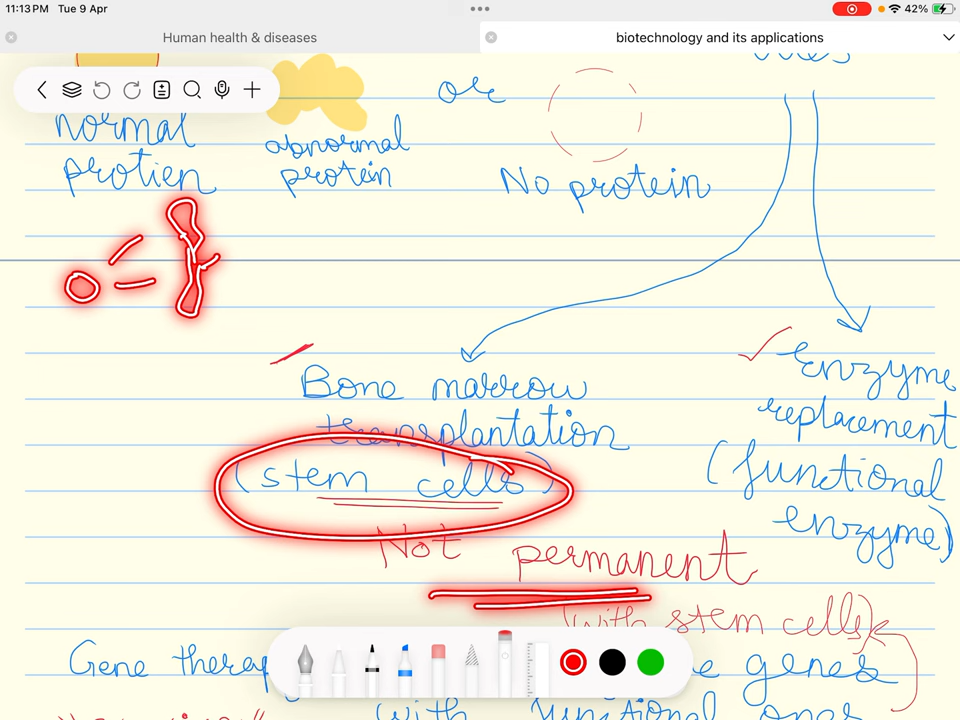 11:13 PM Tue 9 Apr
42%
Human health & diseases
biotechnology and its applications
or
normal
protien
abnormal
protein
No protein
Bone marrow
transplantation
(stem cells)
Enzyme
replacement
(functional
enzyme)
Not permanent
(with stem cells)
Gene therap
genes
with functional ones